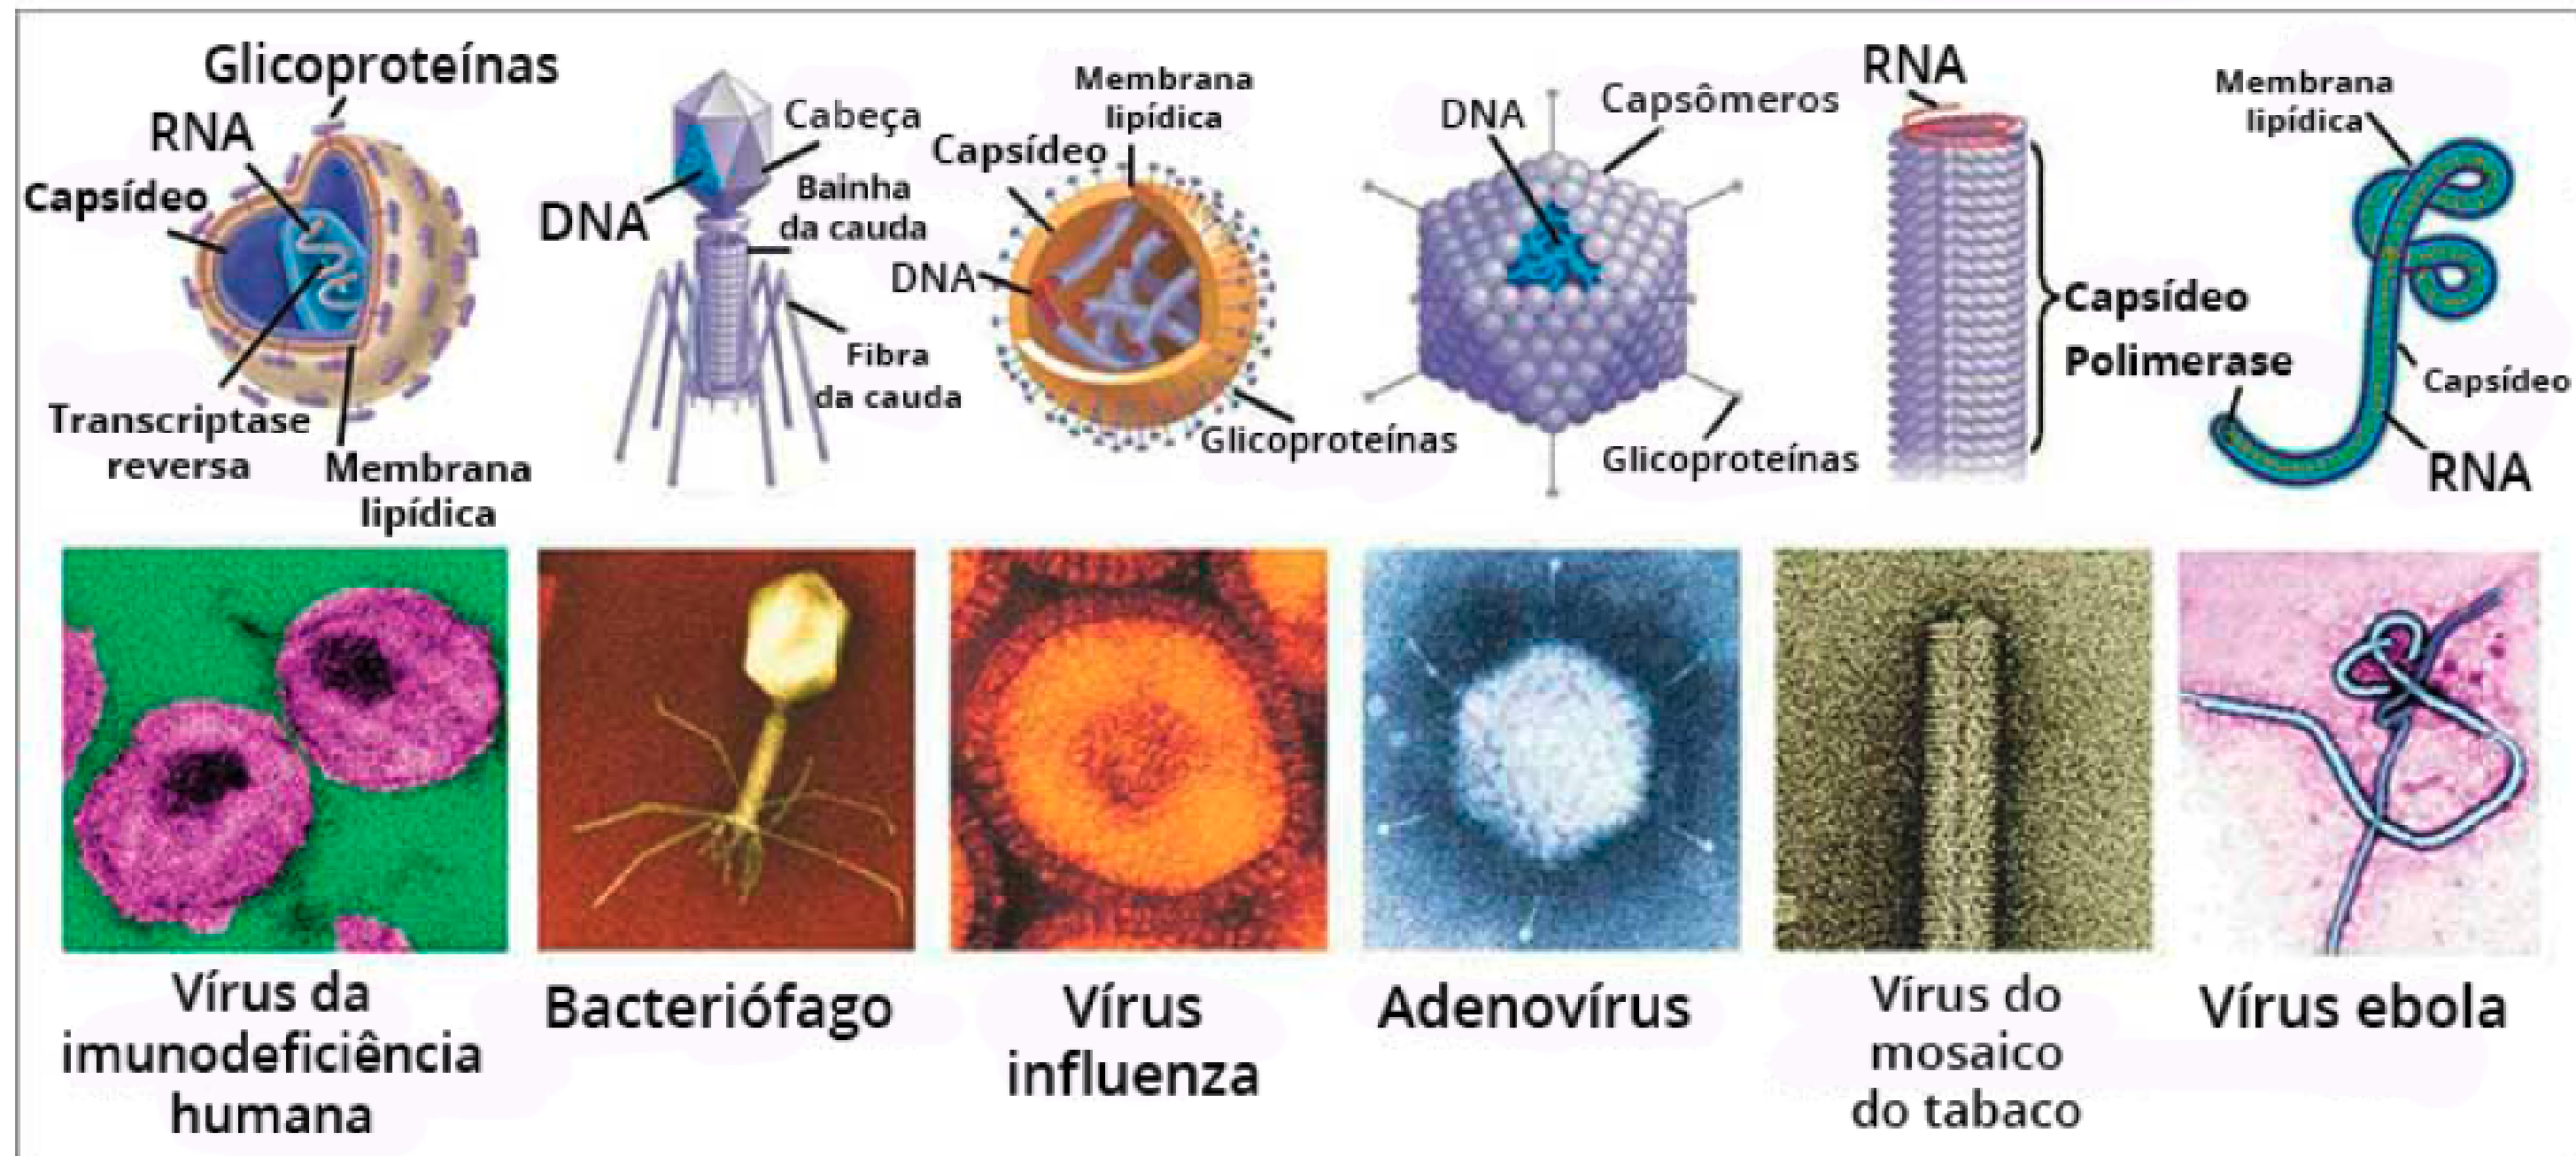 Glicoproteínas
RNA
Capsídeo
Transcriptase
reversa
Membrana
lipídica
Cabeça
DNA
Bainha
da cauda
Fibra
da cauda
Membrana
lipídica
Capsídeo
DNA
Glicoproteínas
DNA
Capsômeros
Glicoproteínas
RNA
Capsídeo
Membrana
lipídica
Polimerase
Capsídeo
RNA
Vírus da
imunodeficiência
humana
Bacteriófago
Vírus
influenza
Adenovírus
Vírus do
mosaico
do tabaco
Vírus ebola